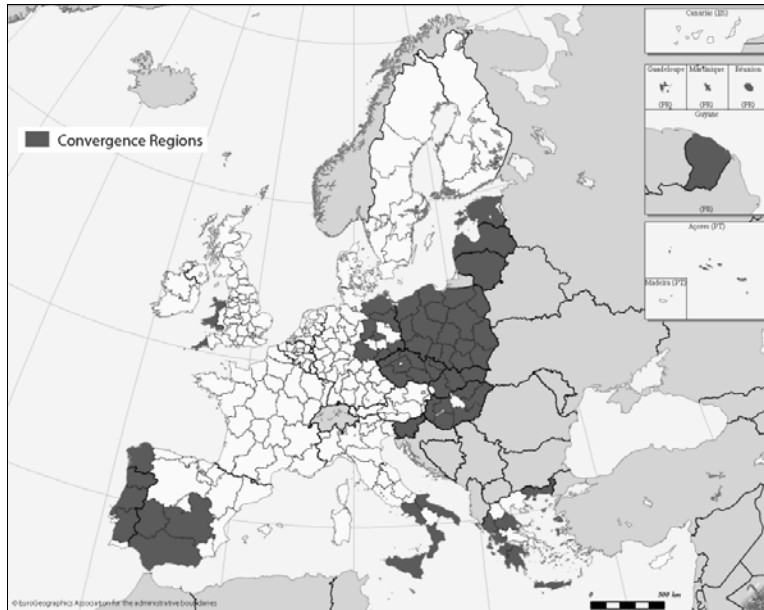 Canarias (ES)
Guadeloupe
Martinique
Réunion
(FR)
(FR)
(FR)
Guyane
(FR)
Açores (PT)
Madeira (PT)
Convergence Regions
0 500 km
© EuroGeographics Association for the administrative boundaries